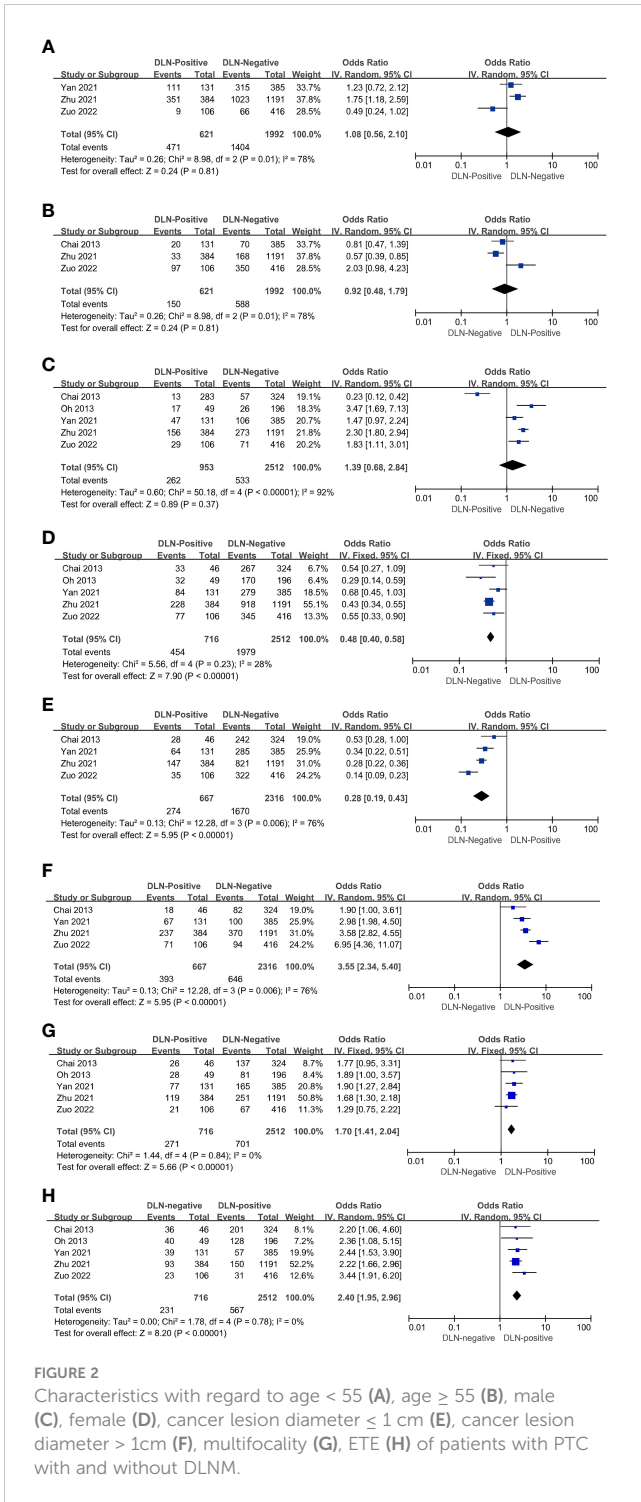 A
DLN-Positive DLN-Negative Odds Ratio Odds Ratio
Study or Subgroup Events Total Events Total Weight IV. Random. 95% CI IV. Random. 95% CI
Yan 2021 111 131 315 385 33.7% 1.23 [0.72, 2.12]
Zhu 2021 351 384 1023 1191 37.8% 1.75 [1.18, 2.59]
Zuo 2022 9 106 66 416 28.5% 0.49 [0.24, 1.02]
Total (95% CI) 621 1992 100.0% 1.08 [0.56, 2.10]
Total events 471 1404
Heterogeneity: Tau² = 0.26; Chi² = 8.98, df = 2 (P = 0.01); I² = 78%
Test for overall effect: Z = 0.24 (P = 0.81)
0.01 0.1 1 10 100
DLN-Positive DLN-Negative
B
DLN-Positive DLN-Negative Odds Ratio Odds Ratio
Study or Subgroup Events Total Events Total Weight IV. Random. 95% CI IV. Random. 95% CI
Chai 2013 20 131 70 385 33.7% 0.81 [0.47, 1.39]
Zhu 2021 33 384 168 1191 37.8% 0.57 [0.39, 0.85]
Zuo 2022 97 106 350 416 28.5% 2.03 [0.98, 4.23]
Total (95% CI) 621 1992 100.0% 0.92 [0.48, 1.79]
Total events 150 588
Heterogeneity: Tau² = 0.26; Chi² = 8.98, df = 2 (P = 0.01); I² = 78%
Test for overall effect: Z = 0.24 (P = 0.81)
0.01 0.1 1 10 100
DLN-Negative DLN-Positive
C
DLN-Positive DLN-Negative Odds Ratio Odds Ratio
Study or Subgroup Events Total Events Total Weight IV. Random. 95% CI IV. Random. 95% CI
Chai 2013 13 283 57 324 19.1% 0.23 [0.12, 0.42]
Oh 2013 17 49 26 196 18.3% 3.47 [1.69, 7.13]
Yan 2021 47 131 106 385 20.7% 1.47 [0.97, 2.24]
Zhu 2021 156 384 273 1191 21.8% 2.30 [1.80, 2.94]
Zuo 2022 29 106 71 416 20.2% 1.83 [1.11, 3.01]
Total (95% CI) 953 2512 100.0% 1.39 [0.68, 2.84]
Total events 262 533
Heterogeneity: Tau² = 0.60; Chi² = 50.18, df = 4 (P < 0.00001); I² = 92%
Test for overall effect: Z = 0.89 (P = 0.37)
0.01 0.1 1 10 100
DLN-Negative DLN-Positive
D
DLN-Positive DLN-Negative Odds Ratio Odds Ratio
Study or Subgroup Events Total Events Total Weight IV. Fixed. 95% CI IV. Fixed. 95% CI
Chai 2013 33 46 267 324 6.7% 0.54 [0.27, 1.09]
Oh 2013 32 49 170 196 6.4% 0.29 [0.14, 0.59]
Yan 2021 84 131 279 385 18.5% 0.68 [0.45, 1.03]
Zhu 2021 228 384 918 1191 55.1% 0.43 [0.34, 0.55]
Zuo 2022 77 106 345 416 13.3% 0.55 [0.33, 0.90]
Total (95% CI) 716 2512 100.0% 0.48 [0.40, 0.58]
Total events 454 1979
Heterogeneity: Chi² = 5.56, df = 4 (P = 0.23); I² = 28%
Test for overall effect: Z = 7.90 (P < 0.00001)
0.01 0.1 1 10 100
DLN-Negative DLN-Positive
E
DLN-Positive DLN-Negative Odds Ratio Odds Ratio
Study or Subgroup Events Total Events Total Weight IV. Random. 95% CI IV. Random. 95% CI
Chai 2013 28 46 242 324 19.0% 0.53 [0.28, 1.00]
Yan 2021 64 131 285 385 25.9% 0.34 [0.22, 0.51]
Zhu 2021 147 384 821 1191 31.0% 0.28 [0.22, 0.36]
Zuo 2022 35 106 322 416 24.2% 0.14 [0.09, 0.23]
Total (95% CI) 667 2316 100.0% 0.28 [0.19, 0.43]
Total events 274 1670
Heterogeneity: Tau² = 0.13; Chi² = 12.28, df = 3 (P = 0.006); I² = 76%
Test for overall effect: Z = 5.95 (P < 0.00001)
0.01 0.1 1 10 100
DLN-Negative DLN-Positive
F
DLN-Positive DLN-Negative Odds Ratio Odds Ratio
Study or Subgroup Events Total Events Total Weight IV. Random. 95% CI IV. Random. 95% CI
Chai 2013 18 46 82 324 19.0% 1.90 [1.00, 3.61]
Yan 2021 67 131 100 385 25.9% 2.98 [1.98, 4.50]
Zhu 2021 237 384 370 1191 31.0% 3.58 [2.82, 4.55]
Zuo 2022 71 106 94 416 24.2% 6.95 [4.36, 11.07]
Total (95% CI) 667 2316 100.0% 3.55 [2.34, 5.40]
Total events 393 646
Heterogeneity: Tau² = 0.13; Chi² = 12.28, df = 3 (P = 0.006); I² = 76%
Test for overall effect: Z = 5.95 (P < 0.00001)
0.01 0.1 1 10 100
DLN-Negative DLN-Positive
G
DLN-Positive DLN-Negative Odds Ratio Odds Ratio
Study or Subgroup Events Total Events Total Weight IV. Fixed. 95% CI IV. Fixed. 95% CI
Chai 2013 26 46 137 324 8.7% 1.77 [0.95, 3.31]
Oh 2013 28 49 81 196 8.4% 1.89 [1.00, 3.57]
Yan 2021 77 131 165 385 20.8% 1.90 [1.27, 2.84]
Zhu 2021 119 384 251 1191 50.8% 1.68 [1.30, 2.18]
Zuo 2022 21 106 67 416 11.3% 1.29 [0.75, 2.22]
Total (95% CI) 716 2512 100.0% 1.70 [1.41, 2.04]
Total events 271 701
Heterogeneity: Chi² = 1.44, df = 4 (P = 0.84); I² = 0%
Test for overall effect: Z = 5.66 (P < 0.00001)
0.01 0.1 1 10 100
DLN-Negative DLN-Positive
H
DLN-negative DLN-positive Odds Ratio Odds Ratio
Study or Subgroup Events Total Events Total Weight IV. Random. 95% CI IV. Random. 95% CI
Chai 2013 36 46 201 324 8.1% 2.20 [1.06, 4.60]
Oh 2013 40 49 128 196 7.2% 2.36 [1.08, 5.15]
Yan 2021 39 131 57 385 19.9% 2.44 [1.53, 3.90]
Zhu 2021 93 384 150 1191 52.2% 2.22 [1.66, 2.96]
Zuo 2022 23 106 31 416 12.6% 3.44 [1.91, 6.20]
Total (95% CI) 716 2512 100.0% 2.40 [1.95, 2.96]
Total events 231 567
Heterogeneity: Tau² = 0.00; Chi² = 1.78, df = 4 (P = 0.78); I² = 0%
Test for overall effect: Z = 8.20 (P < 0.00001)
0.01 0.1 1 10 100
DLN-negative DLN-positive
FIGURE 2
Characteristics with regard to age < 55 (A), age ≥ 55 (B), male
(C), female (D), cancer lesion diameter ≤ 1 cm (E), cancer lesion
diameter > 1cm (F), multifocality (G), ETE (H) of patients with PTC
with and without DLNM.